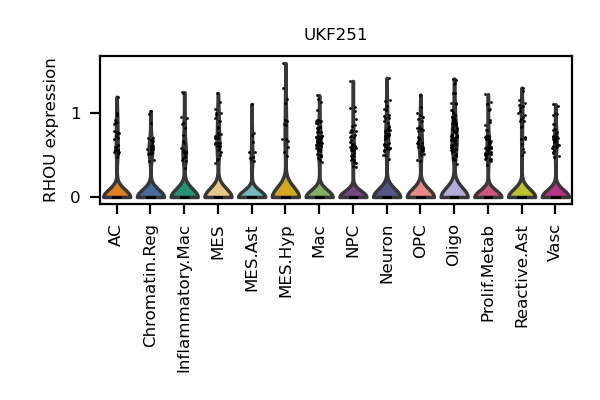 UKF251
RHOU expression
1
0
AC
Chromatin.Reg
Inflammatory.Mac
MES
MES.Ast
MES.Hyp
Mac
NPC
Neuron
OPC
Oligo
Prolif.Metab
Reactive.Ast
Vasc